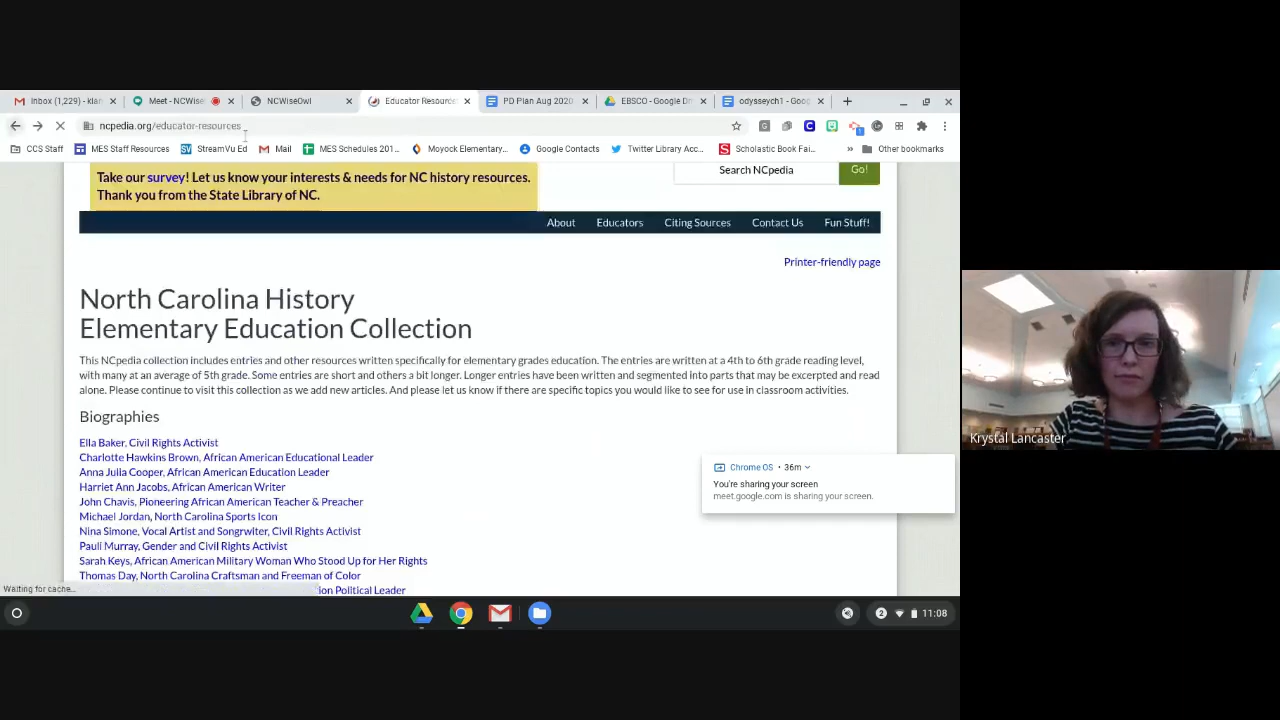 Inbox (1,229) - klan
Meet - NCWise
NCWiseOwl
Educator Resource
PD Plan Aug 2020
EBSCO - Google Dr
odysseych1 - Goog
ncpedia.org/educator-resources
CCS Staff
MES Staff Resources
StreamVu Ed
Mail
MES Schedules 201...
Moyock Elementary...
Google Contacts
Twitter Library Acc...
Scholastic Book Fai...
»
Other bookmarks
Take our survey! Let us know your interests & needs for NC history resources.
Thank you from the State Library of NC.
Search NCpedia
Go!
About
Educators
Citing Sources
Contact Us
Fun Stuff!
Printer-friendly page
North Carolina History
Elementary Education Collection
This NCpedia collection includes entries and other resources written specifically for elementary grades education. The entries are written at a 4th to 6th grade reading level,
with many at an average of 5th grade. Some entries are short and others a bit longer. Longer entries have been written and segmented into parts that may be excerpted and read
alone. Please continue to visit this collection as we add new articles. And please let us know if there are specific topics you would like to see for use in classroom activities.
Biographies
Ella Baker, Civil Rights Activist
Charlotte Hawkins Brown, African American Educational Leader
Anna Julia Cooper, African American Education Leader
Harriet Ann Jacobs, African American Writer
John Chavis, Pioneering African American Teacher & Preacher
Michael Jordan, North Carolina Sports Icon
Nina Simone, Vocal Artist and Songrwiter, Civil Rights Activist
Pauli Murray, Gender and Civil Rights Activist
Sarah Keys, African American Military Woman Who Stood Up for Her Rights
Thomas Day, North Carolina Craftsman and Freeman of Color
ion Political Leader
Waiting for cache...
Chrome OS • 36m
You're sharing your screen
meet.google.com is sharing your screen.
Krystal Lancaster
2
11:08